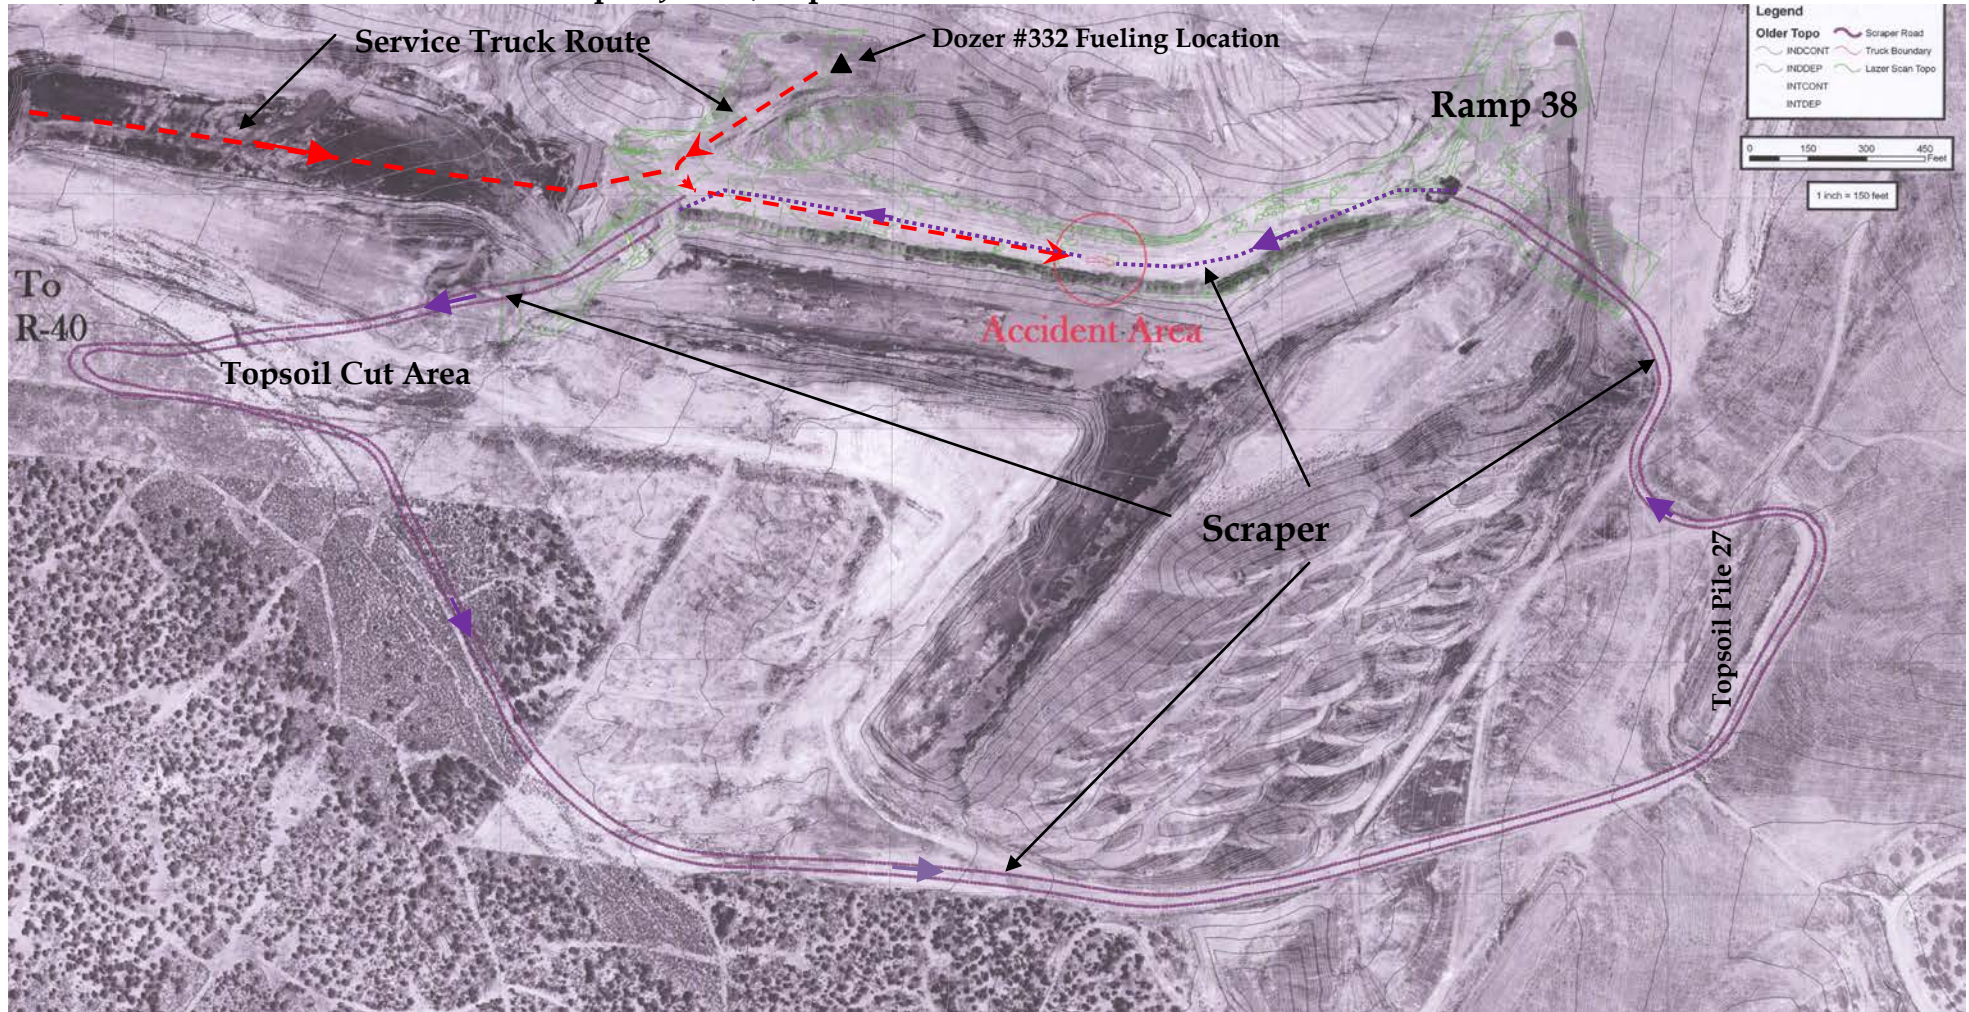 Service Truck Route
Dozer #332 Fueling Location
Ramp 38
Legend
Older Topo
INDCONT
INDDEP
INTCONT
INTDEP
Scraper Road
Truck Boundary
Lazer Scan Topo
0 150 300 450
Feet
1 inch = 150 feet
To
R-40
Accident Area
Topsoil Cut Area
Scraper
Topsoil Pile 27